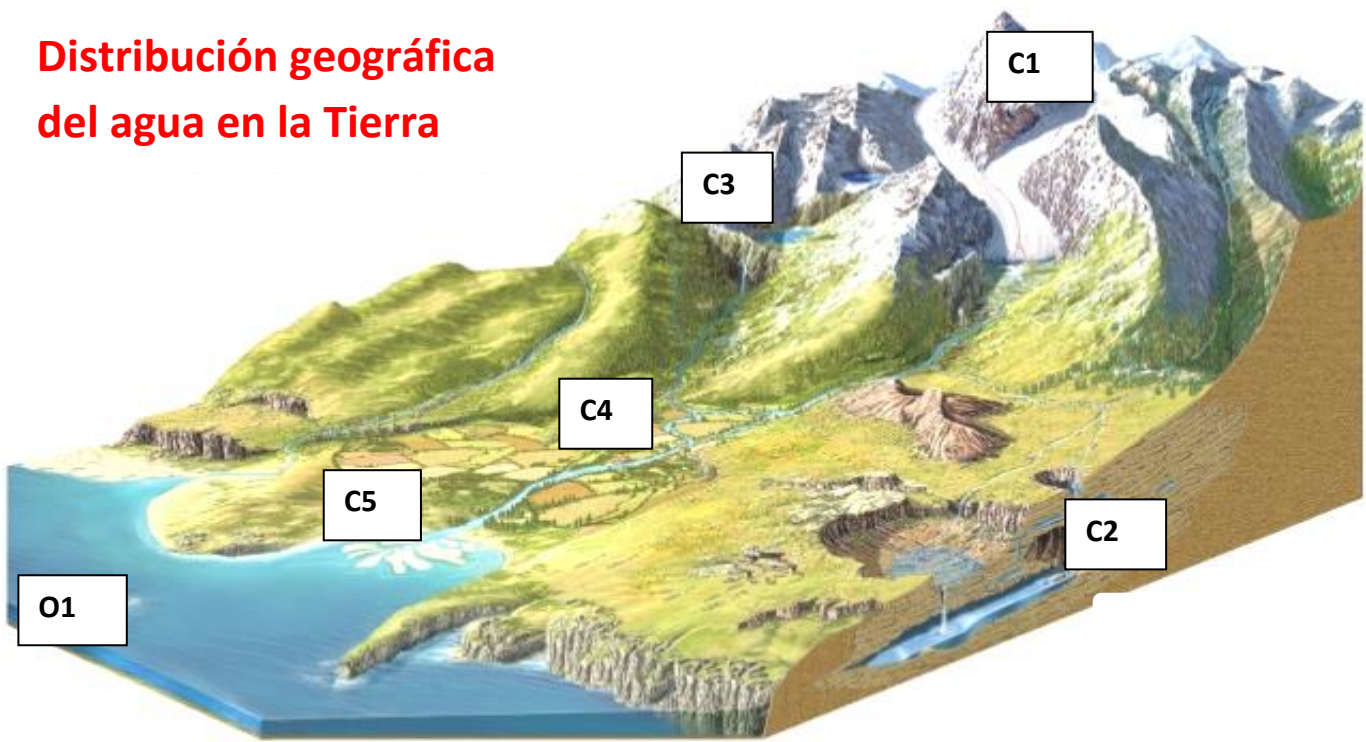 Distribución geográfica
del agua en la Tierra
C1
C3
C4
C5
C2
O1